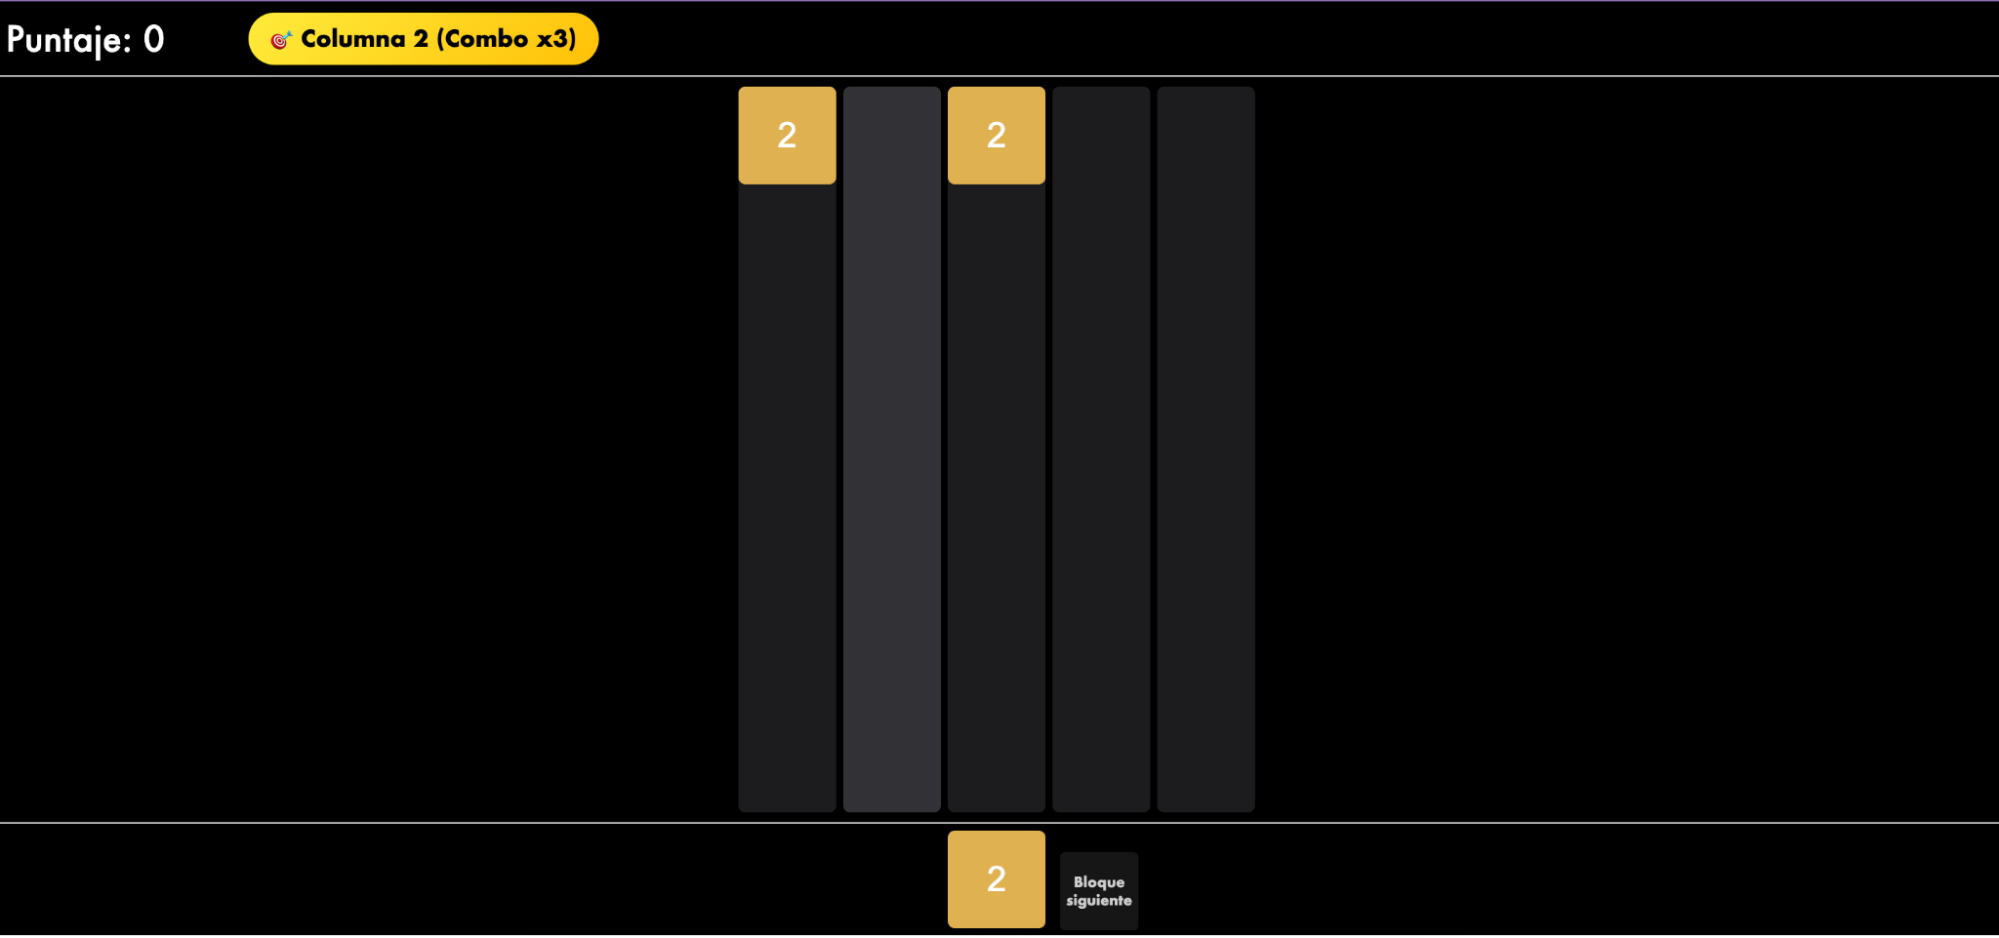 Puntaje: 0
🎯 Columna 2 (Combo x3)
2 2
2
Bloque
siguiente